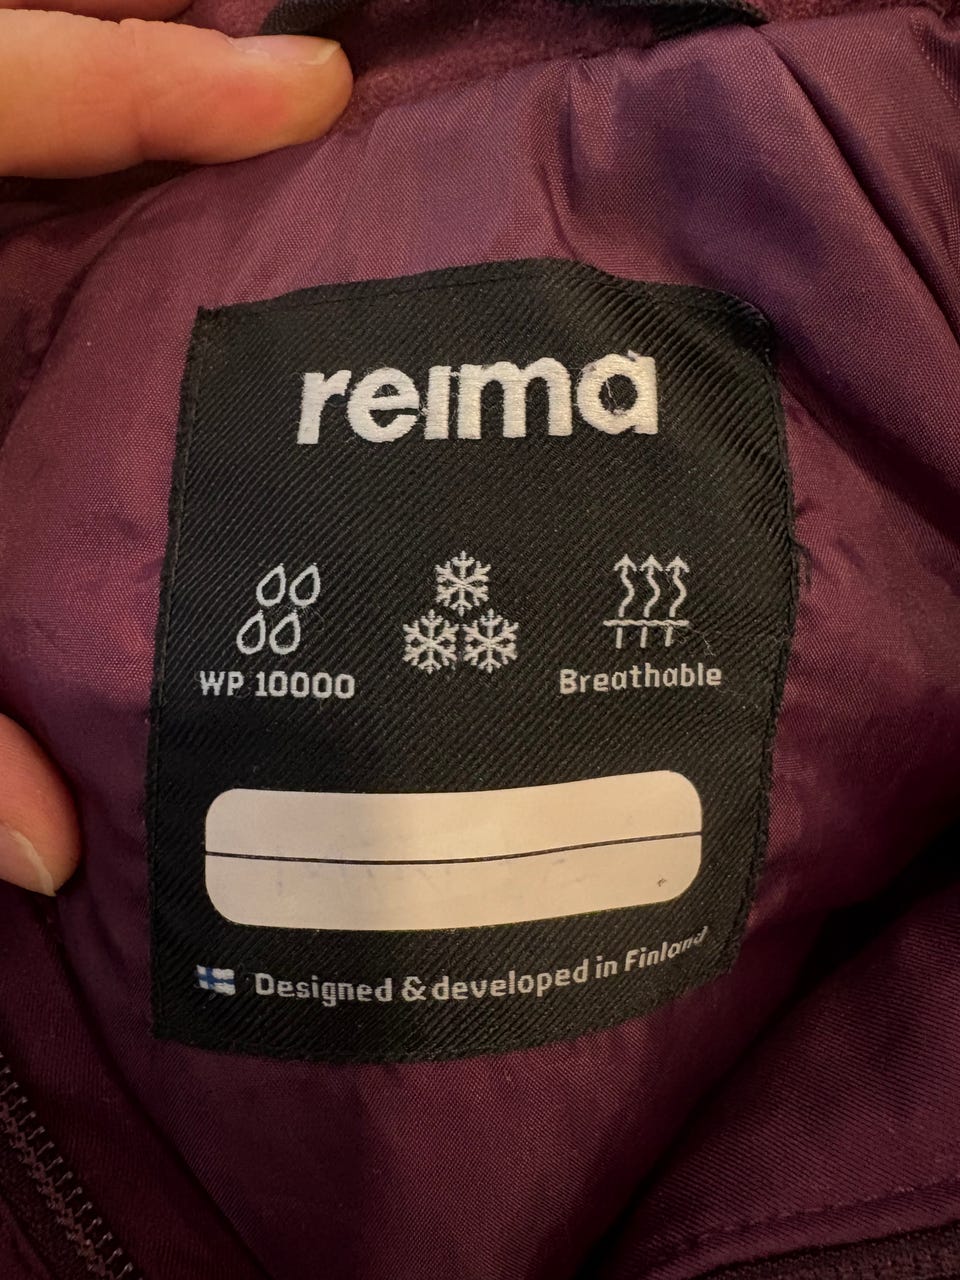 reima
WP 10000
Breathable
Designed & developed in Finland